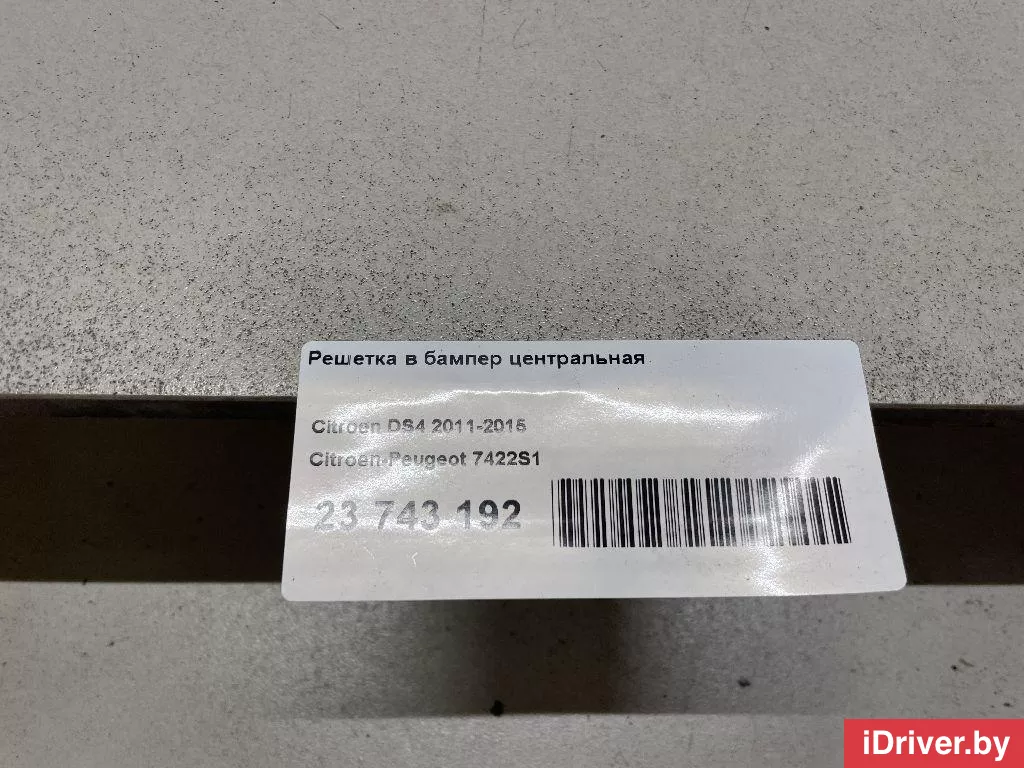 Решетка в бампер центральная
Citroen DS4 2011-2015
Citroen-Peugeot 7422S1
23 743 192
iDriver.by